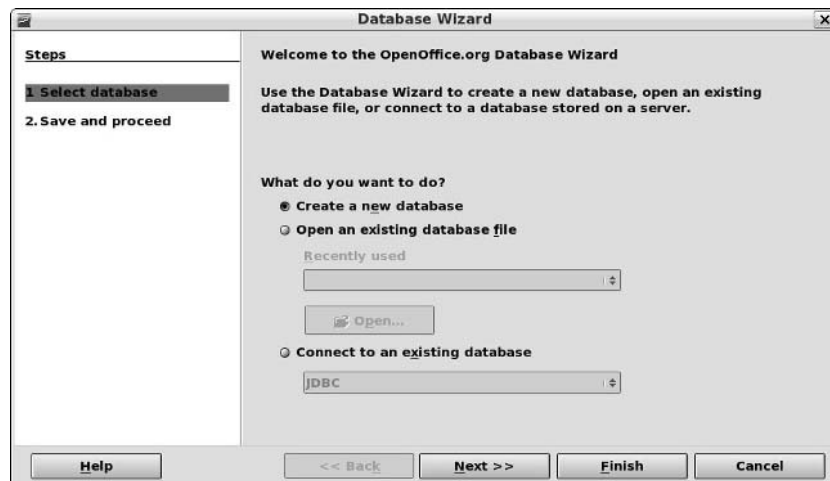 Database Wizard
Steps
1 Select database
2. Save and proceed
Welcome to the OpenOffice.org Database Wizard
Use the Database Wizard to create a new database, open an existing
database file, or connect to a database stored on a server.
What do you want to do?
Create a new database
Open an existing database file
Recently used
Open...
Connect to an existing database
JDBC
Help
<< Back
Next >>
Finish
Cancel